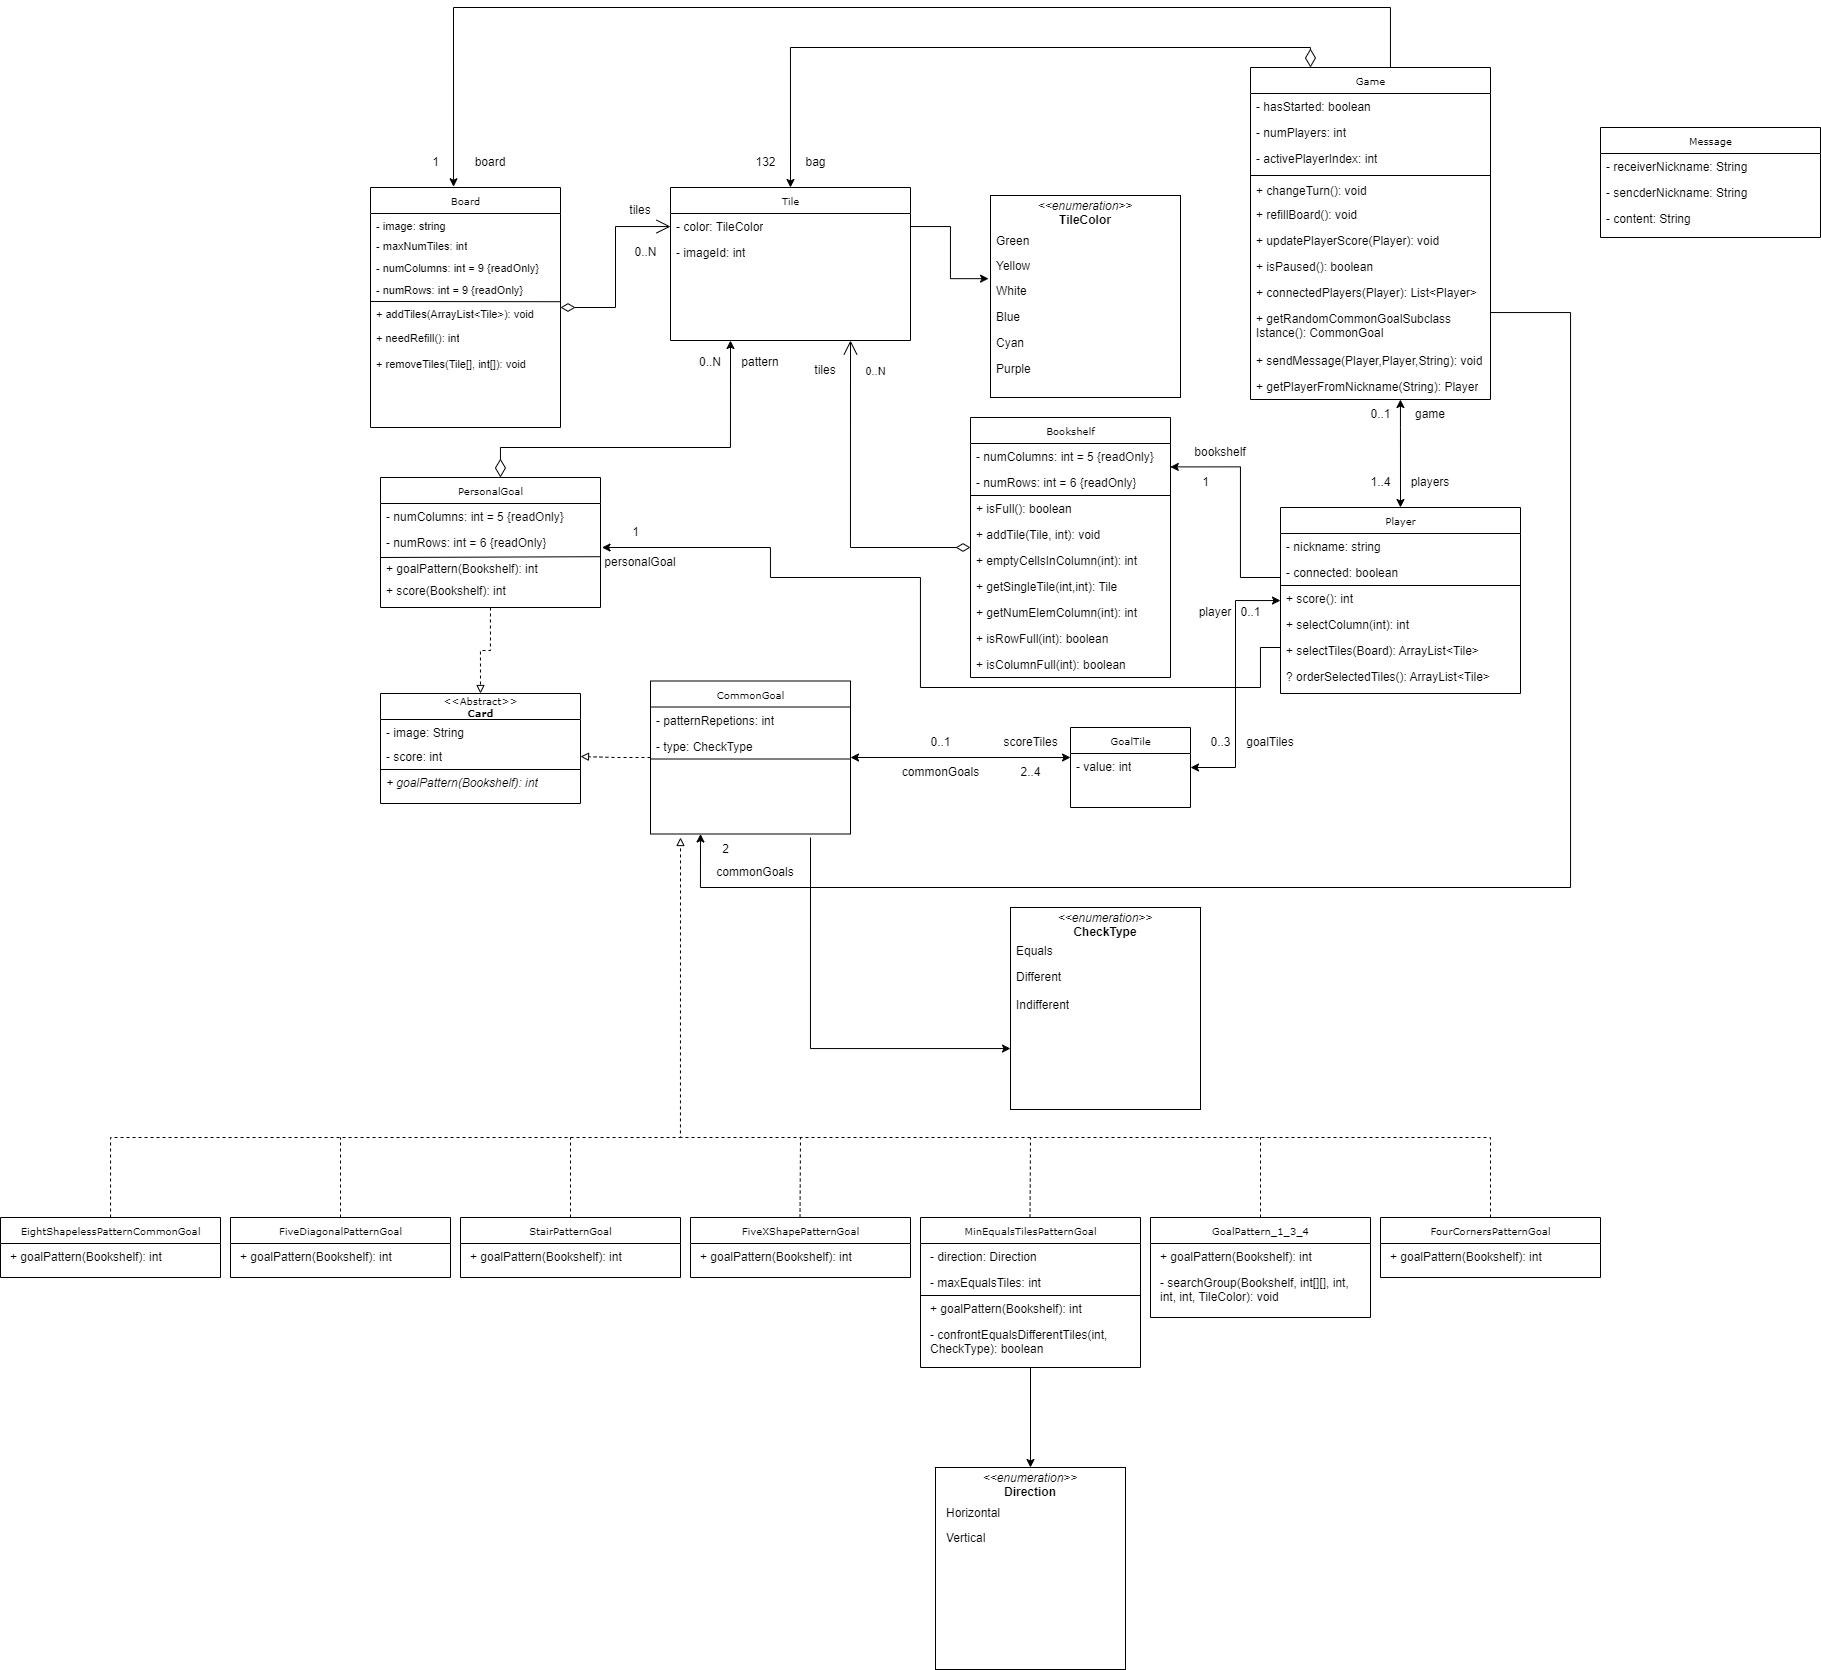 Game
- hasStarted: boolean
- numPlayers: int
- activePlayerIndex: int
+ changeTurn(): void
+ refillBoard(): void
+ updatePlayerScore(Player): void
+ isPaused(): boolean
+ connectedPlayers(Player): List<Player>
+ getRandomCommonGoalSubclass
Istance(): CommonGoal
+ sendMessage(Player,Player,String): void
+ getPlayerFromNickname(String): Player
Message
- receiverNickname: String
- sencderNickname: String
- content: String
1
board
132
bag
Board
- image: string
- maxNumTiles: int
- numColumns: int = 9 {readOnly}
- numRows: int = 9 {readOnly}
+ addTiles(ArrayList<Tile>): void
+ needRefill(): int
+ removeTiles(Tile[], int[]): void
tiles
0..N
Tile
- color: TileColor
- imageId: int
<<enumeration>>
TileColor
Green
Yellow
White
Blue
Cyan
Purple
0..N
pattern
tiles
0..N
0..1
game
1..4
players
Bookshelf
- numColumns: int = 5 {readOnly}
- numRows: int = 6 {readOnly}
+ isFull(): boolean
+ addTile(Tile, int): void
+ emptyCellsInColumn(int): int
+ getSingleTile(int,int): Tile
+ getNumElemColumn(int): int
+ isRowFull(int): boolean
+ isColumnFull(int): boolean
bookshelf
1
PersonalGoal
- numColumns: int = 5 {readOnly}
- numRows: int = 6 {readOnly}
+ goalPattern(Bookshelf): int
+ score(Bookshelf): int
1
personalGoal
Player
- nickname: string
- connected: boolean
+ score(): int
+ selectColumn(int): int
+ selectTiles(Board): ArrayList<Tile>
? orderSelectedTiles(): ArrayList<Tile>
player
0..1
<<Abstract>>
Card
- image: String
- score: int
+ goalPattern(Bookshelf): int
CommonGoal
- patternRepetions: int
- type: CheckType
0..1
scoreTiles
commonGoals
2..4
GoalTile
- value: int
0..3
goalTiles
2
commonGoals
<<enumeration>>
CheckType
Equals
Different
Indifferent
EightShapelessPatternCommonGoal
+ goalPattern(Bookshelf): int
FiveDiagonalPatternGoal
+ goalPattern(Bookshelf): int
StairPatternGoal
+ goalPattern(Bookshelf): int
FiveXShapePatternGoal
+ goalPattern(Bookshelf): int
MinEqualsTilesPatternGoal
- direction: Direction
- maxEqualsTiles: int
+ goalPattern(Bookshelf): int
- confrontEqualsDifferentTiles(int,
CheckType): boolean
GoalPattern_1_3_4
+ goalPattern(Bookshelf): int
- searchGroup(Bookshelf, int[][], int,
int, int, TileColor): void
FourCornersPatternGoal
+ goalPattern(Bookshelf): int
<<enumeration>>
Direction
Horizontal
Vertical